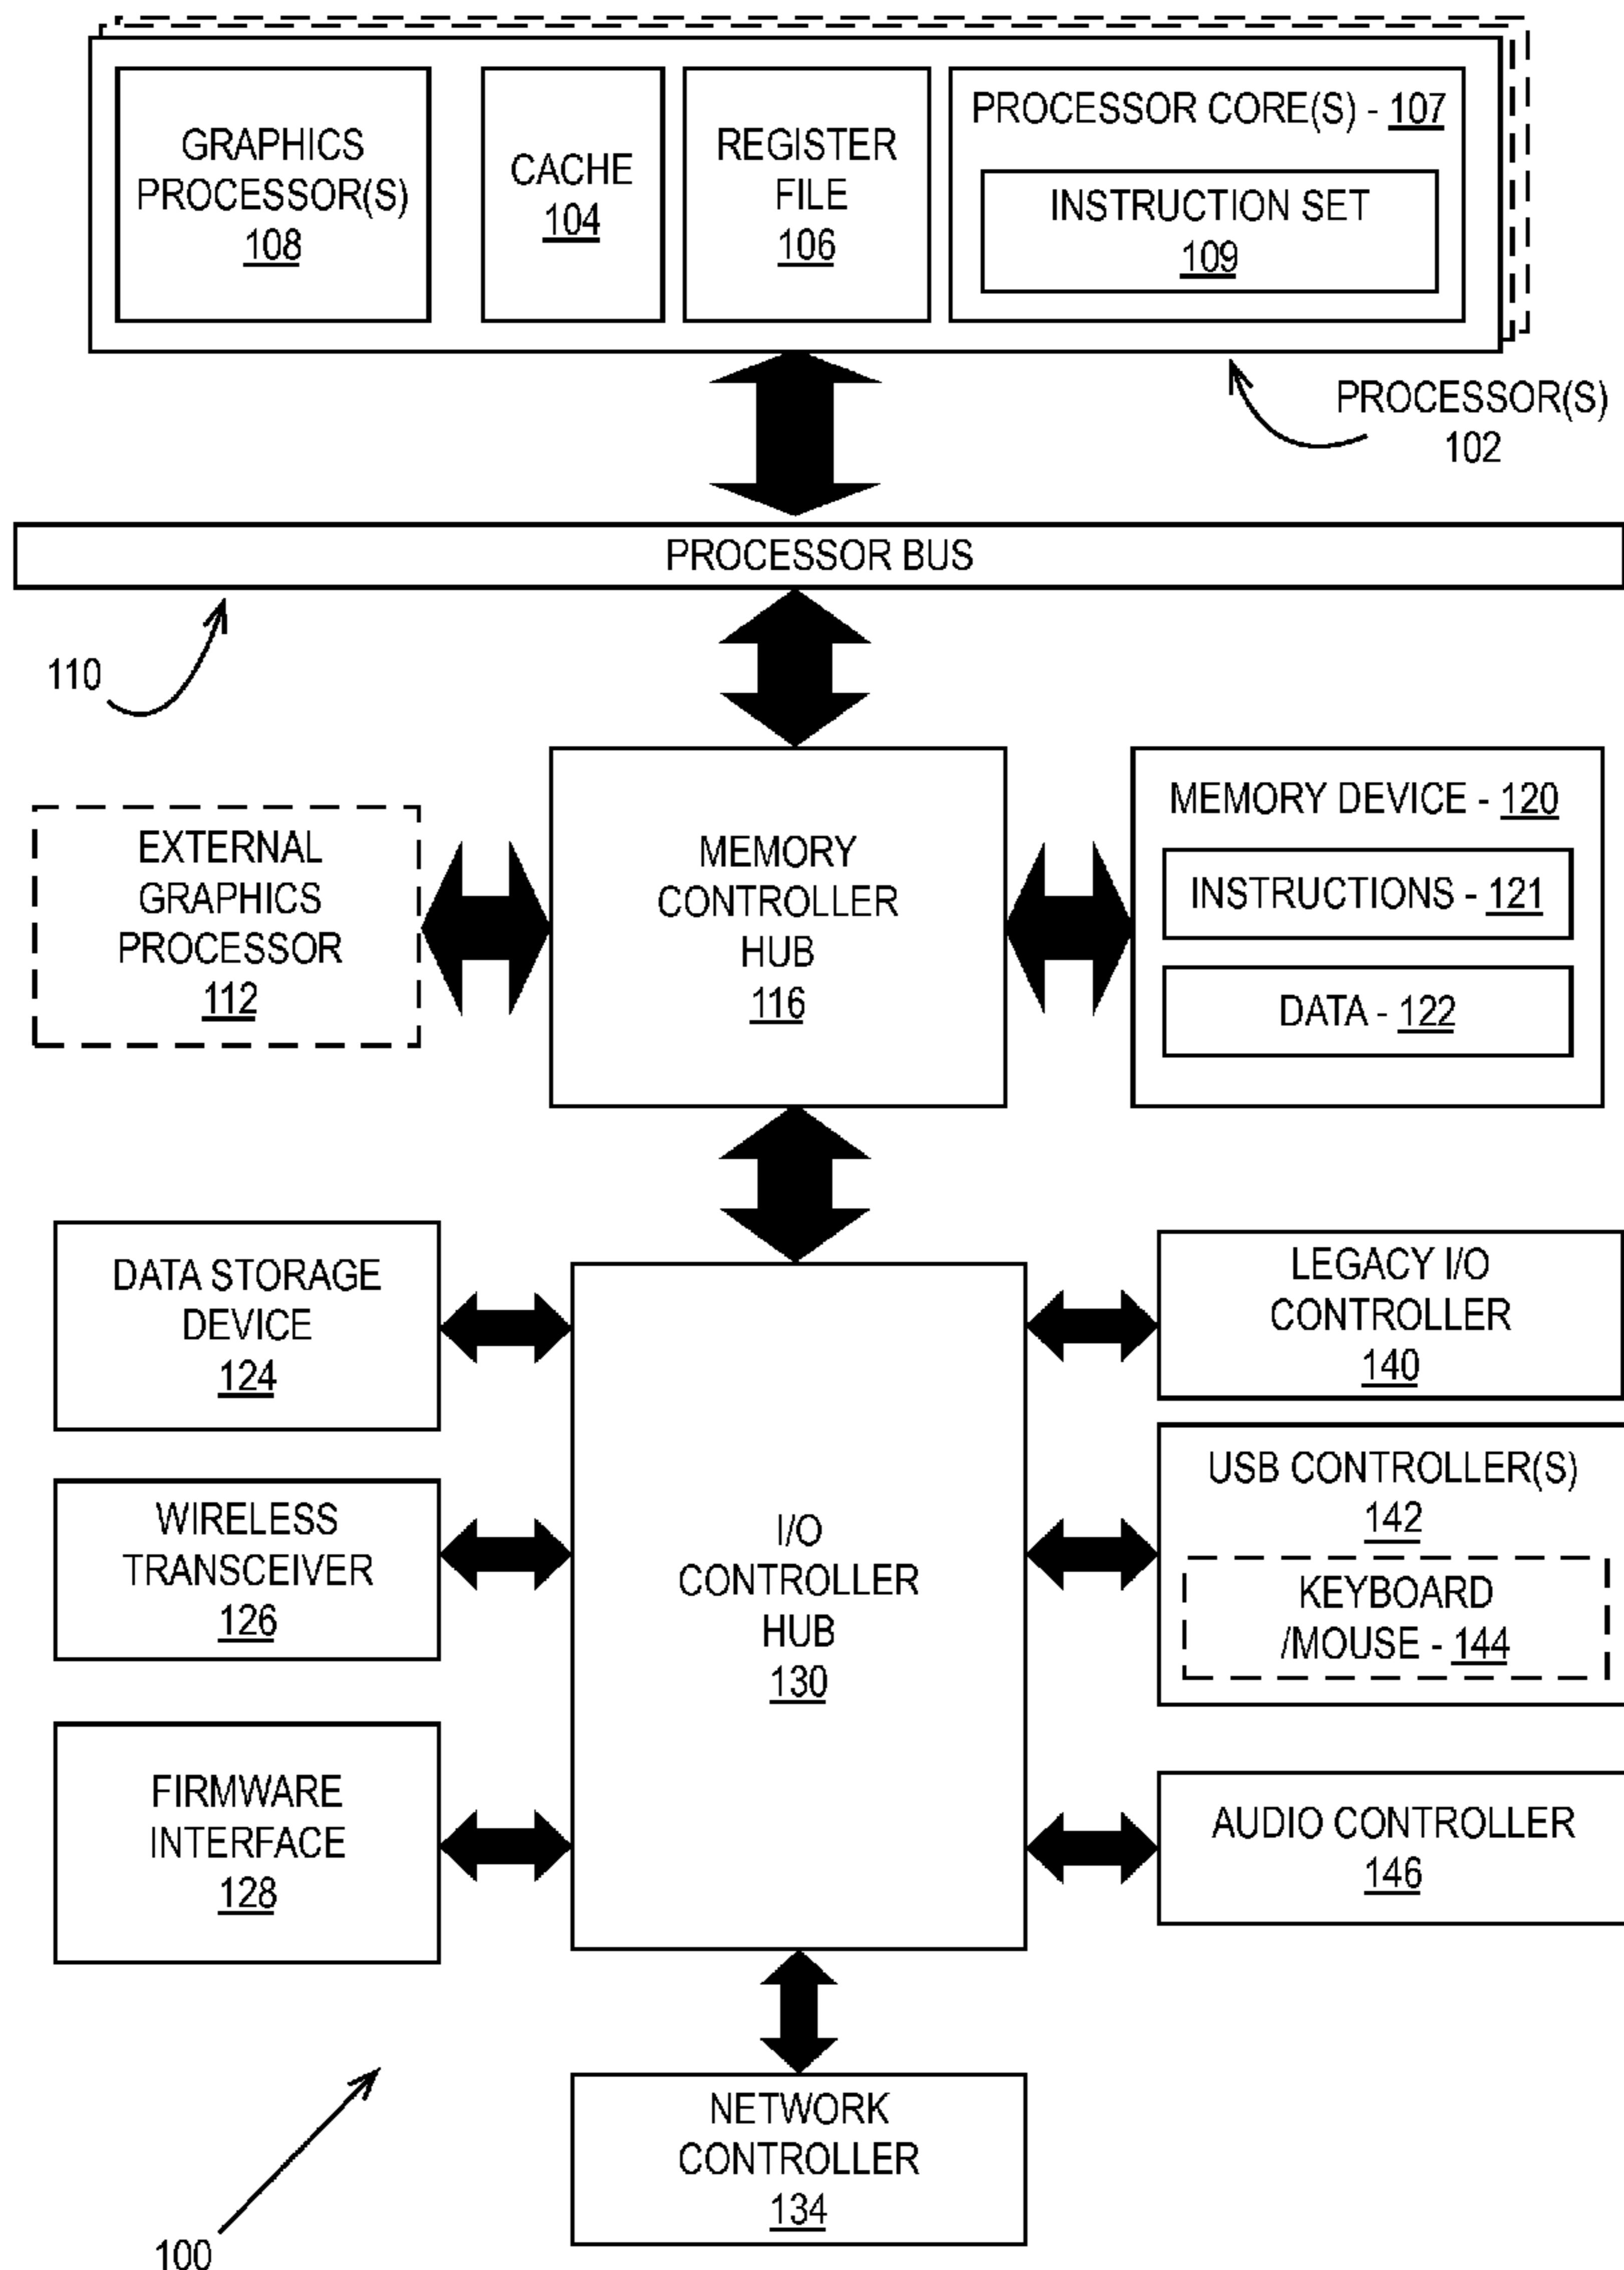 GRAPHICS
PROCESSOR(S)
108
CACHE
104
REGISTER
FILE
106
PROCESSOR CORE(S) - 107
INSTRUCTION SET
109
PROCESSOR(S)
102
PROCESSOR BUS
110
EXTERNAL
GRAPHICS
PROCESSOR
112
MEMORY
CONTROLLER
HUB
116
MEMORY DEVICE - 120
INSTRUCTIONS - 121
DATA - 122
DATA STORAGE
DEVICE
124
WIRELESS
TRANSCEIVER
126
FIRMWARE
INTERFACE
128
I/O
CONTROLLER
HUB
130
LEGACY I/O
CONTROLLER
140
USB CONTROLLER(S)
142
KEYBOARD
/MOUSE - 144
AUDIO CONTROLLER
146
NETWORK
CONTROLLER
134
100